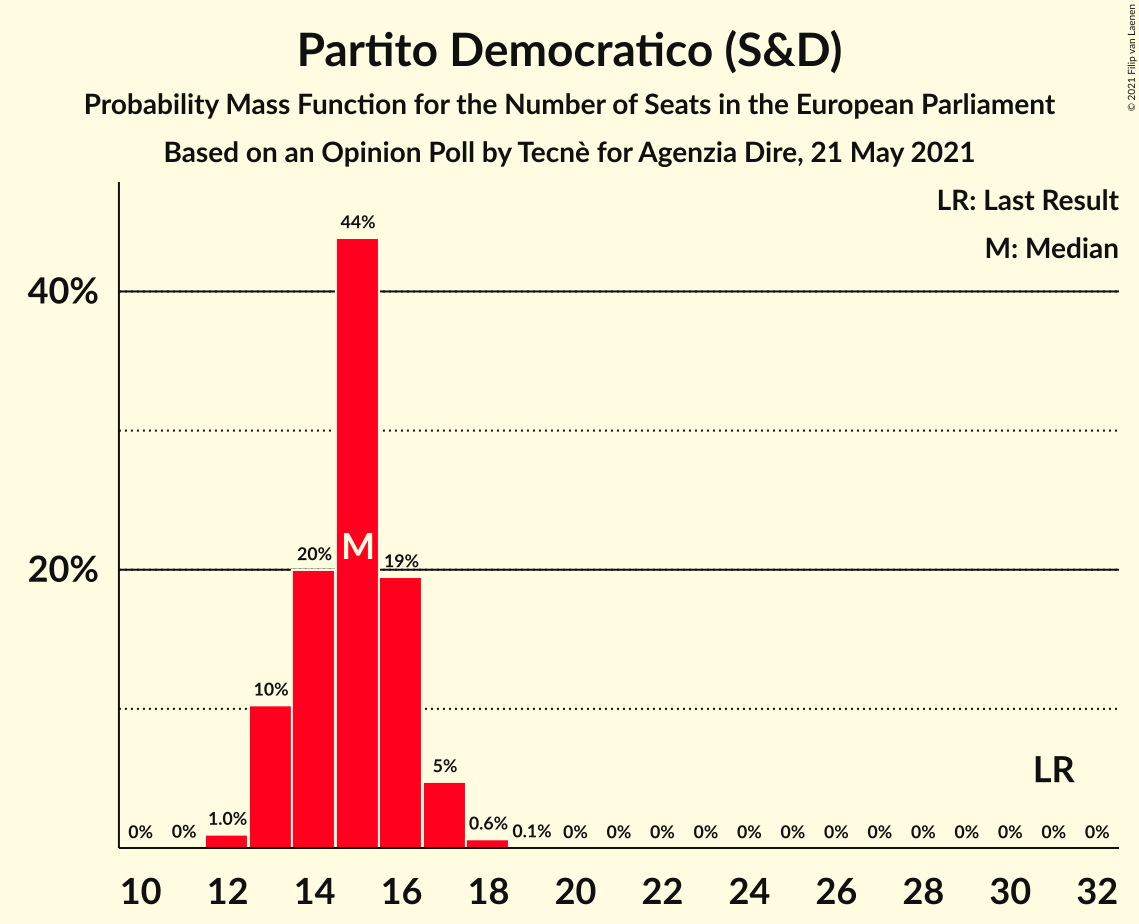 Partito Democratico (S&D)
Probability Mass Function for the Number of Seats in the European Parliament
Based on an Opinion Poll by Tecnè for Agenzia Dire, 21 May 2021
© 2021 Filip van Laenen
LR: Last Result
M: Median
40%
20%
0%
0%
1.0%
10%
20%
44%
M
19%
5%
0.6%
0.1%
0%
0%
0%
0%
0%
0%
0%
0%
0%
0%
0%
0%
0%
LR
10 12 14 16 18 20 22 24 26 28 30 32